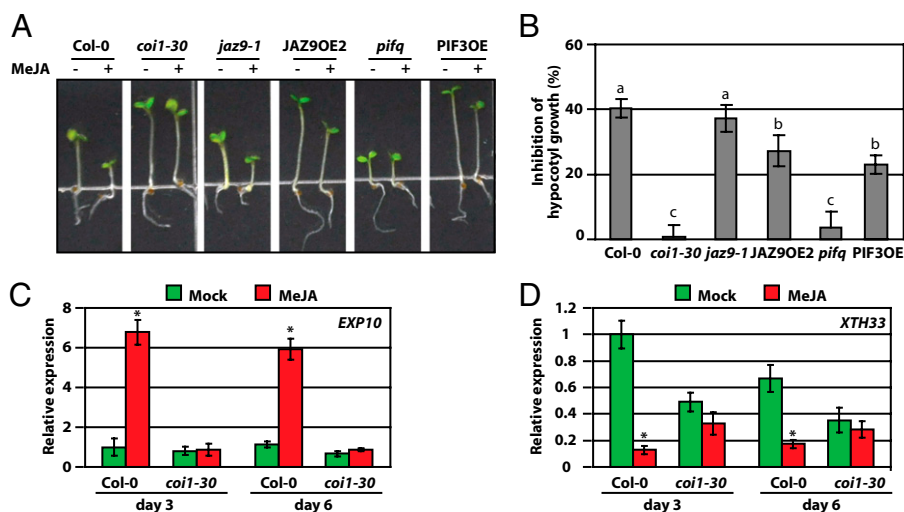 A
Col-0 coi1-30 jaz9-1 JAZ9OE2 pifq PIF3OE
MeJA - + - + - + - + - + - +
B
Inhibition of
hypocotyl growth (%)
60
40
20
0
a
c
a
b
c
b
Col-0 coi1-30 jaz9-1 JAZ9OE2 pifq PIF3OE
C
Mock MeJA
EXP10
Relative expression
8
6
4
2
0
* *
Col-0 coi1-30 Col-0 coi1-30
day 3 day 6
D
Mock MeJA
XTH33
Relative expression
1.2
1
0.8
0.6
0.4
0.2
0
* *
Col-0 coi1-30 Col-0 coi1-30
day 3 day 6